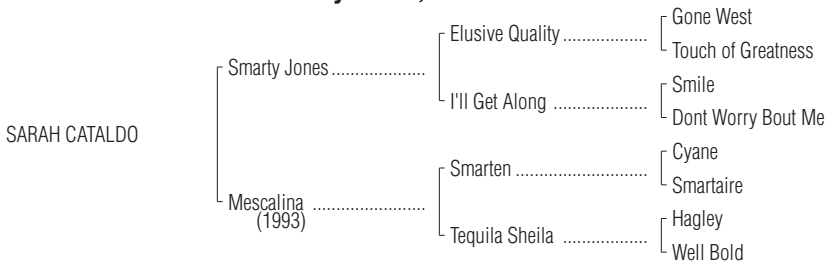 Gone West
Elusive Quality ..................
Touch of Greatness
Smarty Jones ....................
Smile
I'll Get Along ....................
Dont Worry Bout Me
SARAH CATALDO
Cyane
Smarten ............................
Smartaire
Mescalina ........................
(1993)
Hagley
Tequila Sheila ..................
Well Bold